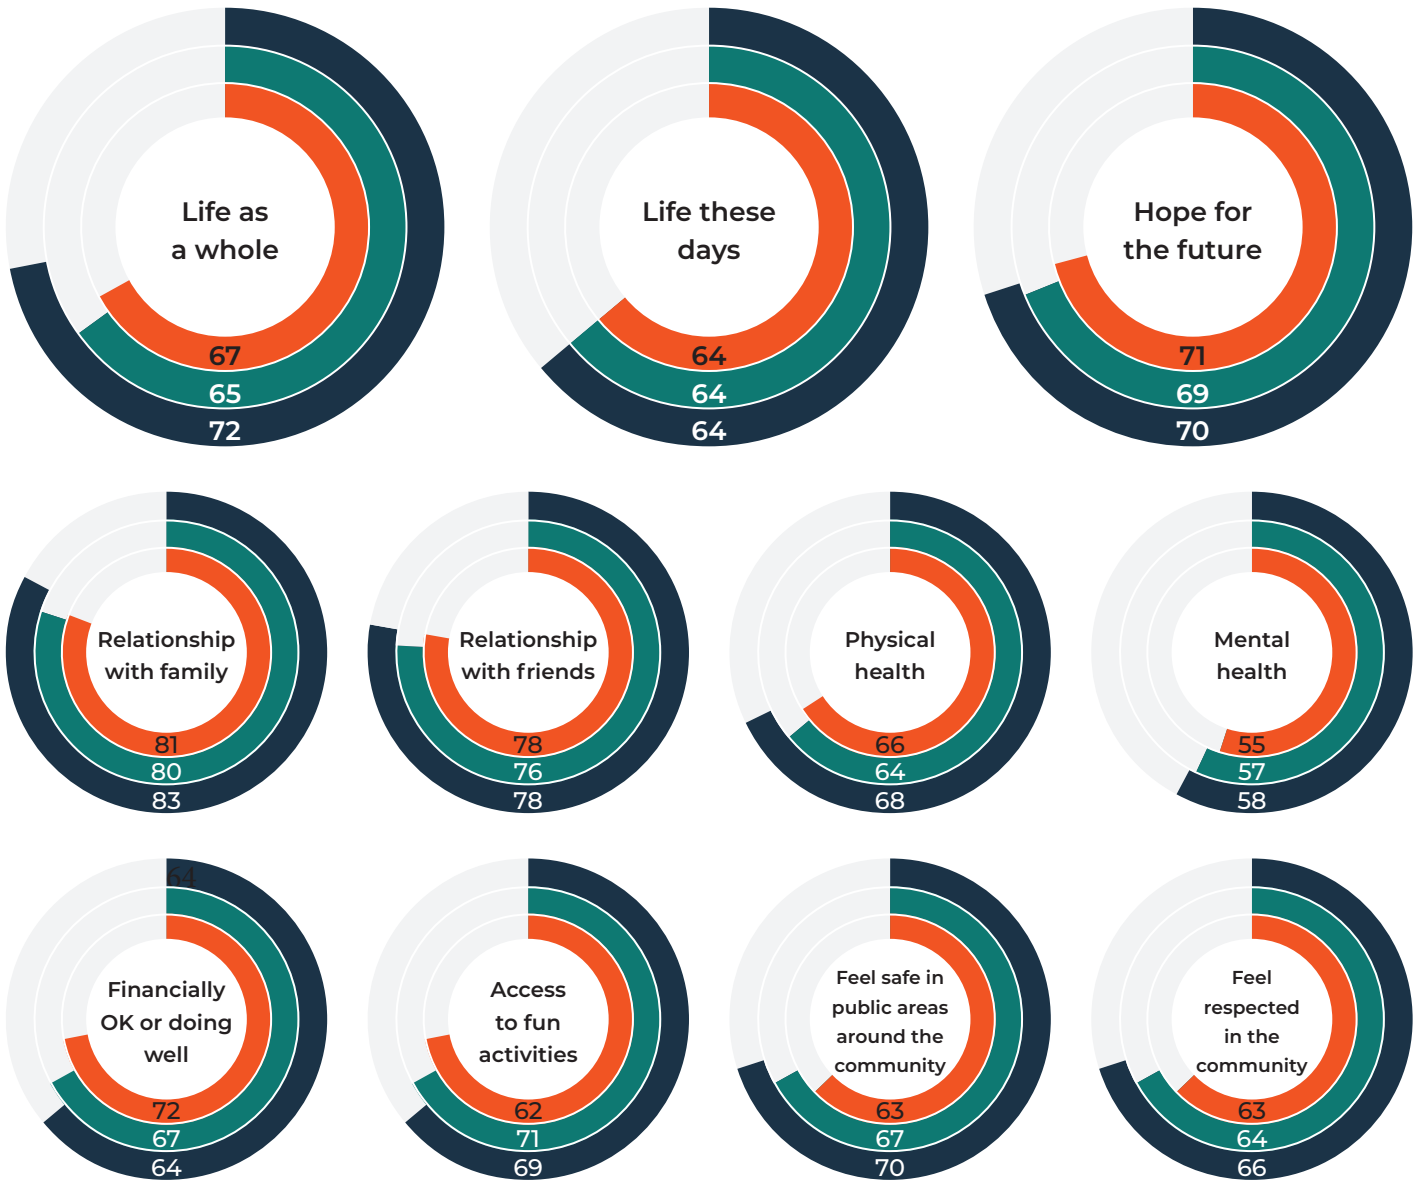 Life as
a whole
67
65
72
Life these
days
64
64
64
Hope for
the future
71
69
70
Relationship
with family
81
80
83
Relationship
with friends
78
76
78
Physical
health
66
64
68
Mental
health
55
57
58
64
Financially
OK or doing
well
72
67
64
Access
to fun
activities
62
71
69
Feel safe in
public areas
around the
community
63
67
70
Feel
respected
in the
community
63
64
66